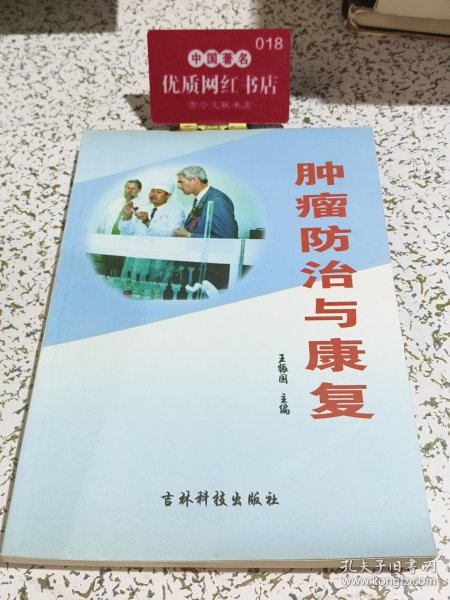 018
中国著名
优质网红书店
古今文献书店
肿瘤防治与康复
王振国 主编
吉林科技出版社
孔夫子旧书网
www.kongfz.com